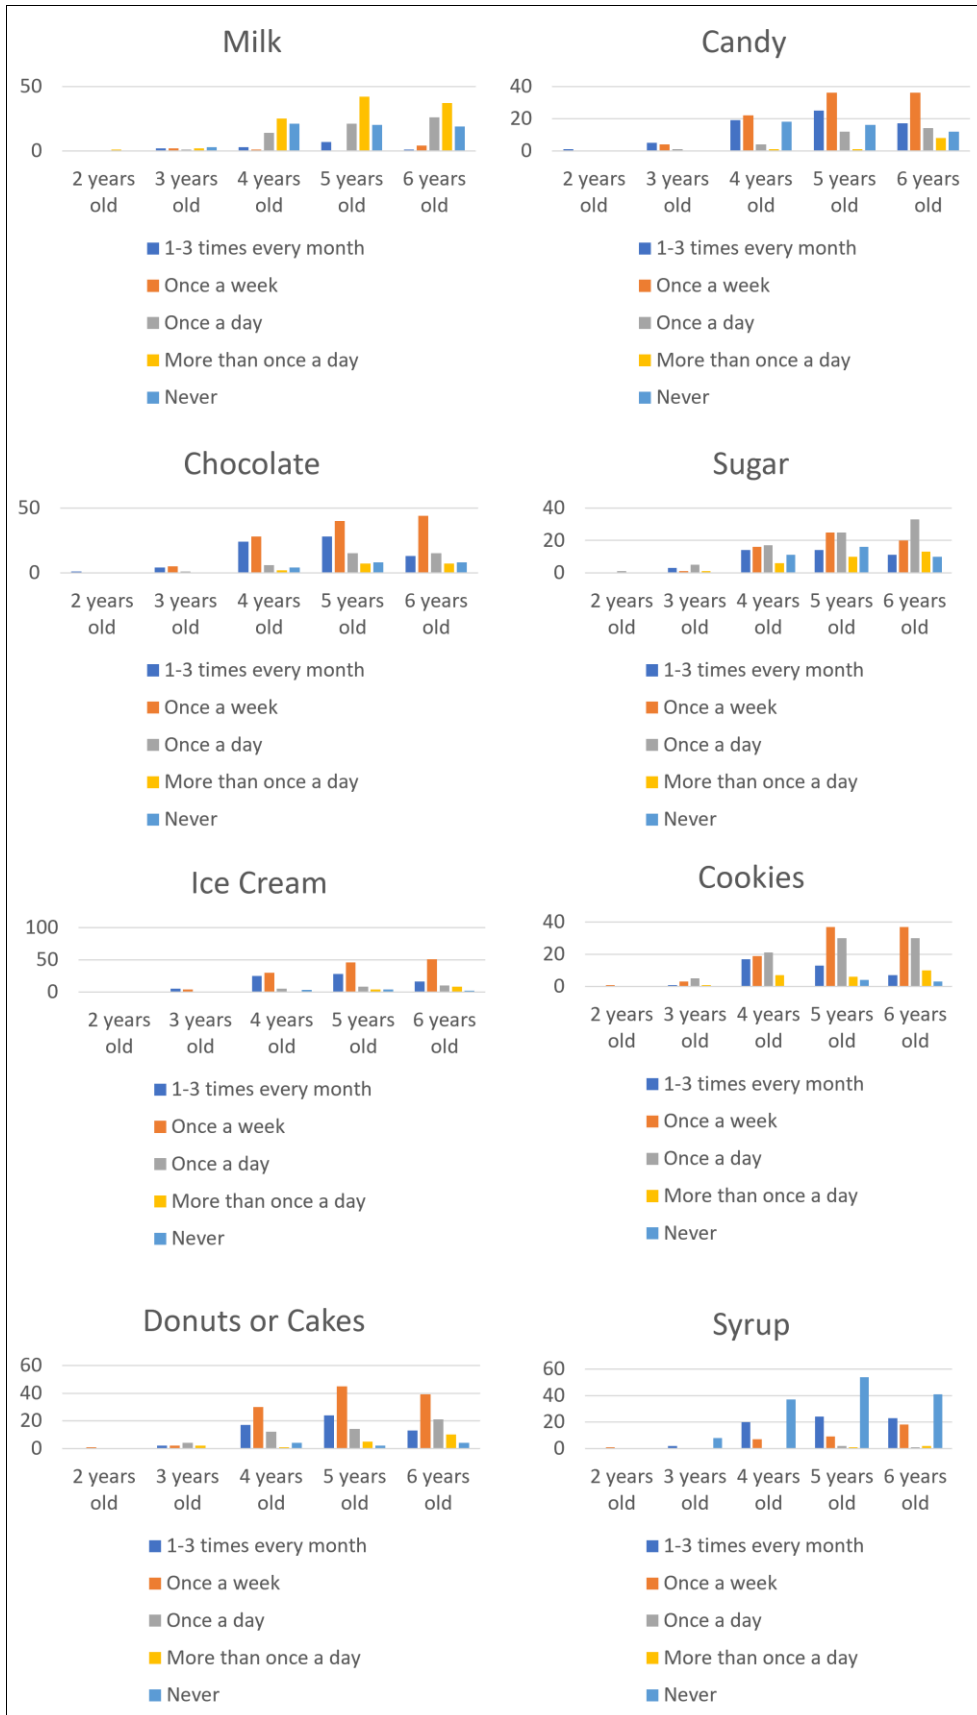 Milk
50
0
2 years old
3 years old
4 years old
5 years old
6 years old
1-3 times every month
Once a week
Once a day
More than once a day
Never
Candy
40
20
0
2 years old
3 years old
4 years old
5 years old
6 years old
1-3 times every month
Once a week
Once a day
More than once a day
Never
Chocolate
50
0
2 years old
3 years old
4 years old
5 years old
6 years old
1-3 times every month
Once a week
Once a day
More than once a day
Never
Sugar
40
20
0
2 years old
3 years old
4 years old
5 years old
6 years old
1-3 times every month
Once a week
Once a day
More than once a day
Never
Ice Cream
100
50
0
2 years old
3 years old
4 years old
5 years old
6 years old
1-3 times every month
Once a week
Once a day
More than once a day
Never
Cookies
40
20
0
2 years old
3 years old
4 years old
5 years old
6 years old
1-3 times every month
Once a week
Once a day
More than once a day
Never
Donuts or Cakes
60
40
20
0
2 years old
3 years old
4 years old
5 years old
6 years old
1-3 times every month
Once a week
Once a day
More than once a day
Never
Syrup
60
40
20
0
2 years old
3 years old
4 years old
5 years old
6 years old
1-3 times every month
Once a week
Once a day
More than once a day
Never